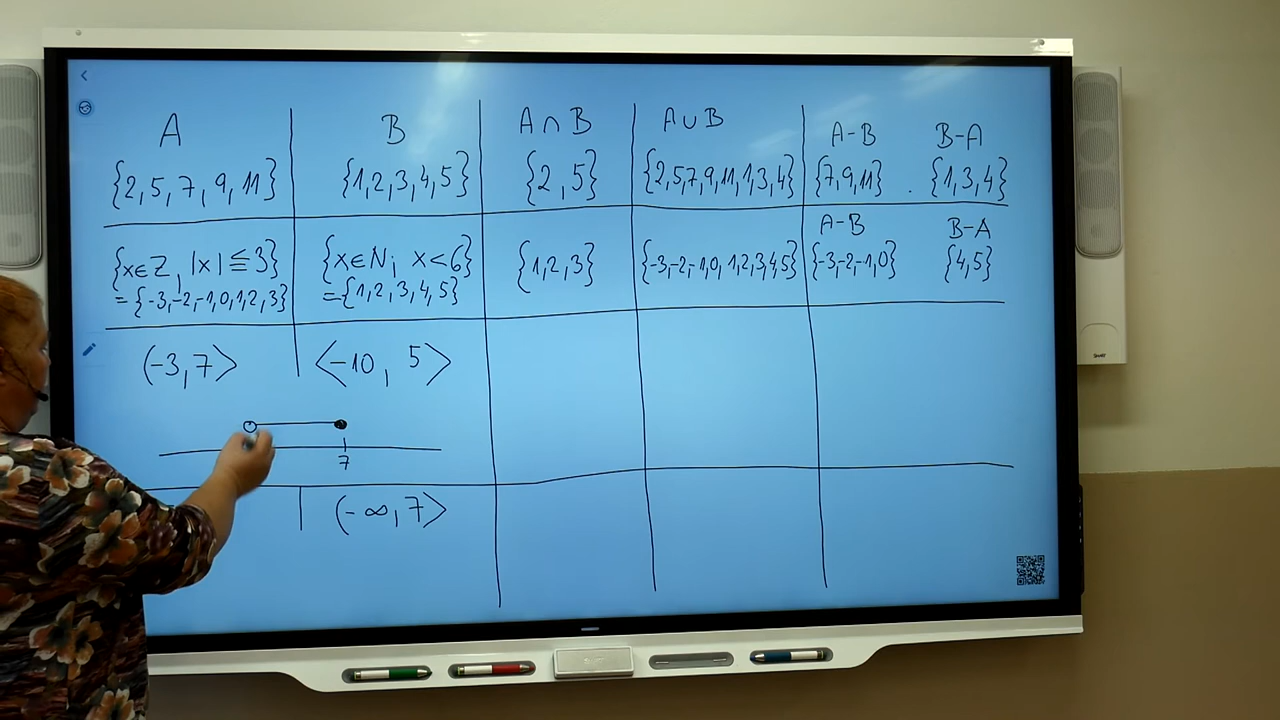 A B A∩B A∪B A-B B-A
{2,5,7,9,11} {1,2,3,4,5} {2,5} {2,5,7,9,11,1,3,4} {7,9,11} . {1,3,4}
A-B B-A
{x∈Z, |x|≦3} {x∈N; x<6} {1,2,3} {-3,-2,-1,0,1,2,3,4,5} {-3,-2,-1,0} {4,5}
={-3,-2,-1,0,1,2,3} ={1,2,3,4,5}
(-3,7> <-10, 5>
7
(-∞,7>